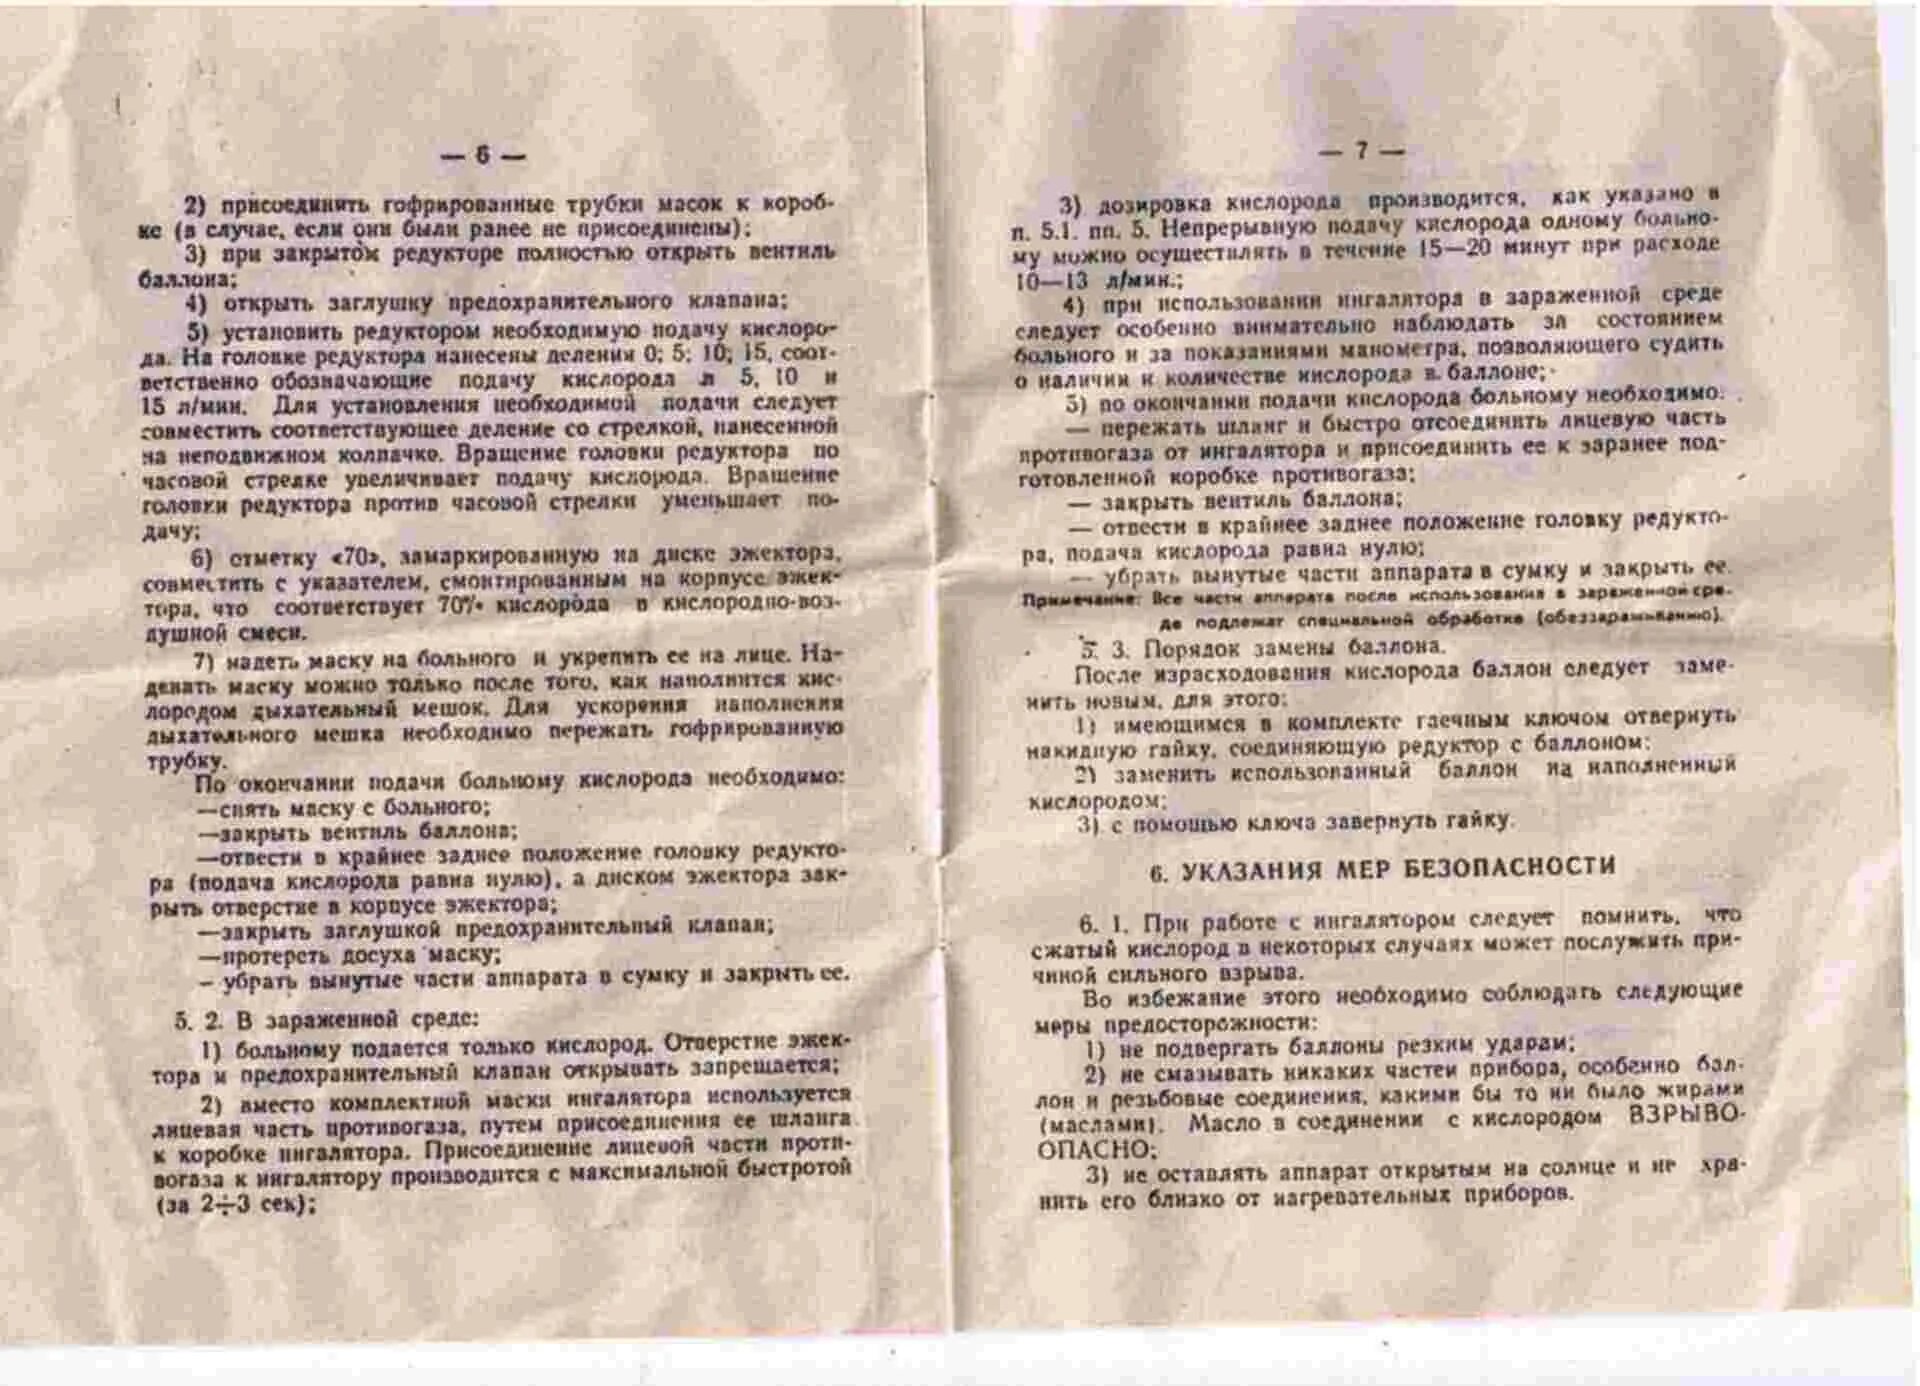 — 6 —
2) присоединить гофрированные трубки масок к короб-
ке (в случае, если они были ранее не присоединены);
3) при закрытом редукторе полностью открыть вентиль
баллона;
4) открыть заглушку предохранительного клапана;
5) установить редуктором необходимую подачу кислоро-
да. На головке редуктора нанесены деления 0; 5; 10; 15, соот-
ветственно обозначающие подачу кислорода л 5, 10 и
15 л/мин. Для установления необходимой подачи следует
совместить соответствующее деление со стрелкой, нанесенной
на неподвижном колпачке. Вращение головки редуктора по
часовой стрелке увеличивает подачу кислорода. Вращение
головки редуктора против часовой стрелки уменьшает по-
дачу;
6) отметку «70», замаркированную на диске эжектора,
совместить с указателем, смонтированным на корпусе эжек-
тора, что соответствует 70% кислорода в кислородно-воз-
душной смеси.
7) надеть маску на больного и укрепить ее на лице. На-
девать маску можно только после того, как наполнится кис-
лородом дыхательный мешок. Для ускорения наполнения
дыхательного мешка необходимо пережать гофрированную
трубку.
По окончании подачи больному кислорода необходимо:
—снять маску с больного;
—закрыть вентиль баллона;
—отвести в крайнее заднее положение головку редукто-
ра (подача кислорода равна нулю), а диском эжектора зак-
рыть отверстие в корпусе эжектора;
—закрыть заглушкой предохранительный клапан;
—протереть досуха маску;
– убрать вынутые части аппарата в сумку и закрыть ее.
5. 2. В зараженной среде:
1) больному подается только кислород. Отверстие эжек-
тора и предохранительный клапан открывать запрещается;
2) вместо комплектной маски ингалятора используется
лицевая часть противогаза, путем присоединения ее шланга
к коробке ингалятора. Присоединение лицевой части проти-
вогаза к ингалятору производится с максимальной быстротой
(за 2÷3 сек);
— 7 —
3) дозировка кислорода производится, как указано в
п. 5.1. пп. 5. Непрерывную подачу кислорода одному больно-
му можно осуществлять в течение 15—20 минут при расходе
10—13 л/мин.;
4) при использовании ингалятора в зараженной среде
следует особенно внимательно наблюдать за состоянием
больного и за показаниями манометра, позволяющего судить
о наличии и количестве кислорода в баллоне;
5) по окончании подачи кислорода больному необходимо:
— пережать шланг и быстро отсоединить лицевую часть
противогаза от ингалятора и присоединить ее к заранее под-
готовленной коробке противогаза;
— закрыть вентиль баллона;
— отвести в крайнее заднее положение головку редукто-
ра, подача кислорода равна нулю;
— убрать вынутые части аппарата в сумку и закрыть ее.
Примечание: Все части аппарата после использования в зараженной сре-
де подлежат специальной обработке (обеззараживанию).
5. 3. Порядок замены баллона.
После израсходования кислорода баллон следует заме-
нить новым, для этого:
1) имеющимся в комплекте гаечным ключом отвернуть
накидную гайку, соединяющую редуктор с баллоном;
2) заменить использованный баллон на наполненный
кислородом;
3) с помощью ключа завернуть гайку.
6. УКАЗАНИЯ МЕР БЕЗОПАСНОСТИ
6. 1. При работе с ингалятором следует помнить, что
сжатый кислород в некоторых случаях может послужить при-
чиной сильного взрыва.
Во избежание этого необходимо соблюдать следующие
меры предосторожности:
1) не подвергать баллоны резким ударам;
2) не смазывать никаких частей прибора, особенно бал-
лон и резьбовые соединения, какими бы то ни было жирами
(маслами). Масло в соединении с кислородом ВЗРЫВО-
ОПАСНО;
3) не оставлять аппарат открытым на солнце и не хра-
нить его близко от нагревательных приборов.